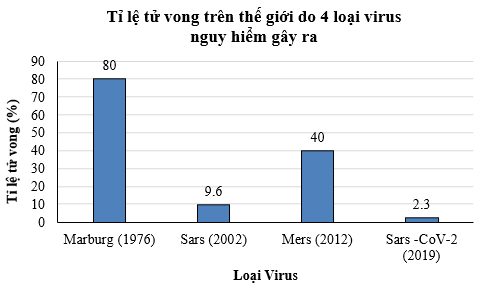 Tỉ lệ tử vong trên thế giới do 4 loại virus
nguy hiểm gây ra
Tỉ lệ tử vong (%)
90
80
70
60
50
40
30
20
10
0
80
9.6
40
2.3
Marburg (1976)
Sars (2002)
Mers (2012)
Sars -CoV-2
(2019)
Loại Virus